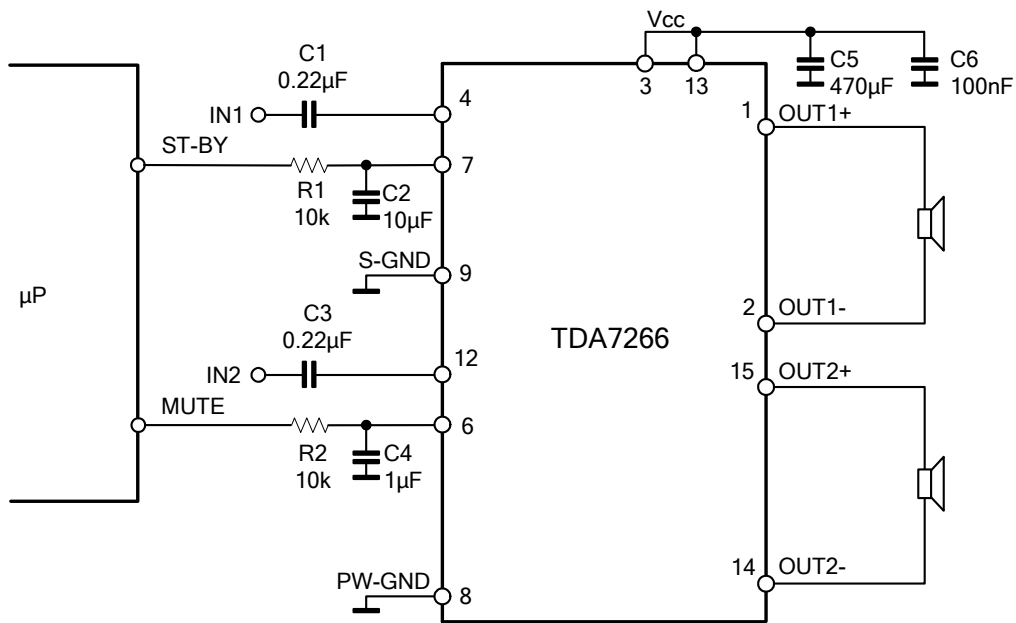 Vcc
C1
0.22µF
C5
470µF
C6
100nF
3
13
4
IN1
1
OUT1+
ST-BY
7
R1
10k
C2
10µF
S-GND
9
µP
C3
0.22µF
2
OUT1-
TDA7266
12
IN2
15
OUT2+
MUTE
6
R2
10k
C4
1µF
14
OUT2-
PW-GND
8